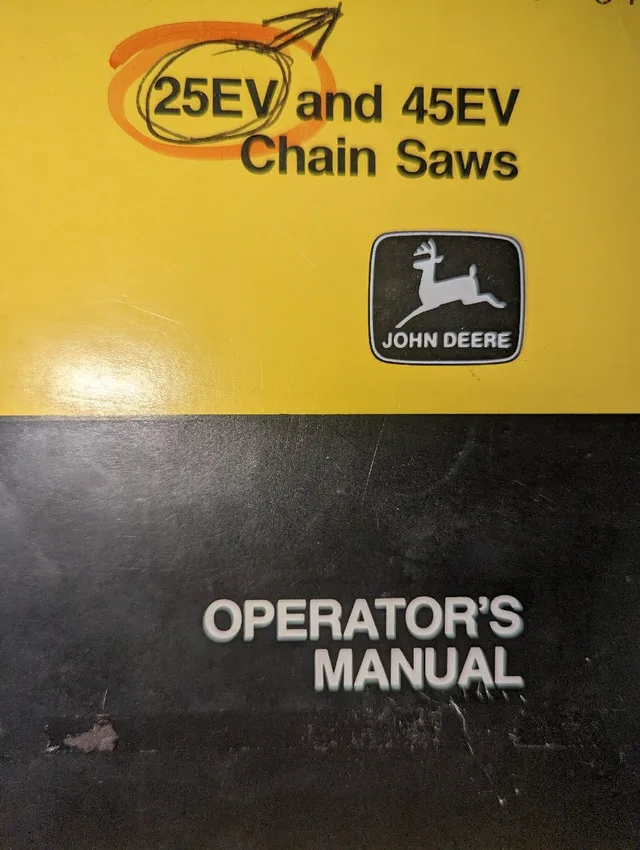 25EV and 45EV
Chain Saws
JOHN DEERE
OPERATOR'S
MANUAL